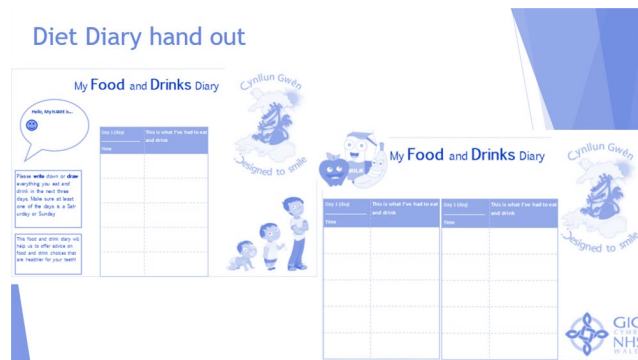 Diet Diary hand out
My Food and Drinks Diary
Cynllun Gwên
Designed to smile
Hello, My NAME is...
Day 1 (day)
Time
This is what I've had to eat
and drink
Please write down or draw
everything you eat and
drink in the next three
days. Make sure at least
one of the days is a Sat-
urday or Sunday
This food and drink diary will
help us to offer advice on
food and drink choices that
are healthier for your teeth!
My Food and Drinks Diary
MILK
Cynllun Gwên
Designed to smile
Day 1 (day)
Time
This is what I've had to eat
and drink
Day 1 (day)
Time
This is what I've had to eat
and drink
GIG
CYMRU
NHS
WALES